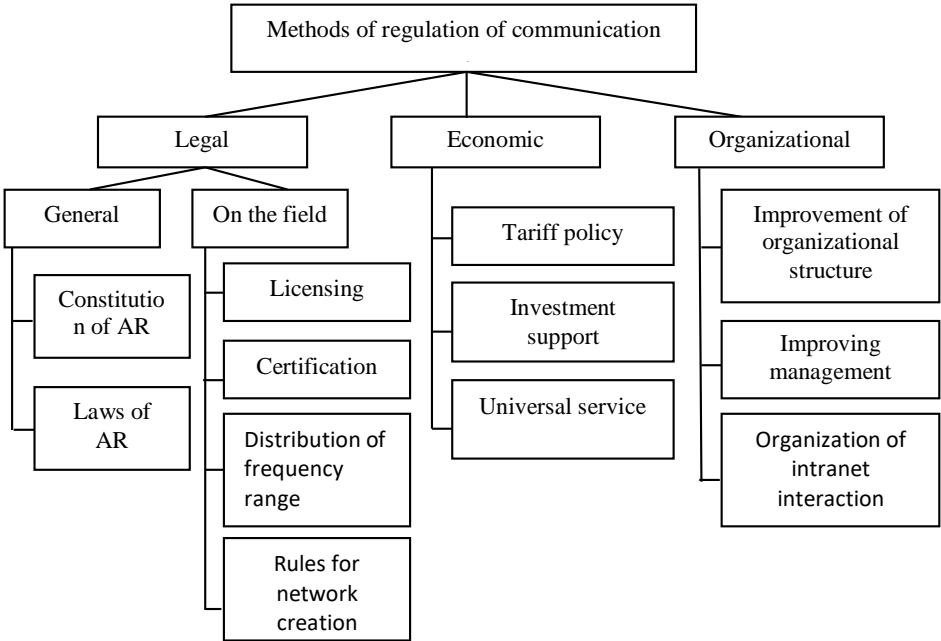 Methods of regulation of communication
Legal
Economic
Organizational
General
On the field
Tariff policy
Improvement of
organizational
structure
Constitutio
n of AR
Licensing
Investment
support
Certification
Improving
management
Laws of
AR
Universal service
Distribution of
frequency
range
Organization of
intranet
interaction
Rules for
network
creation